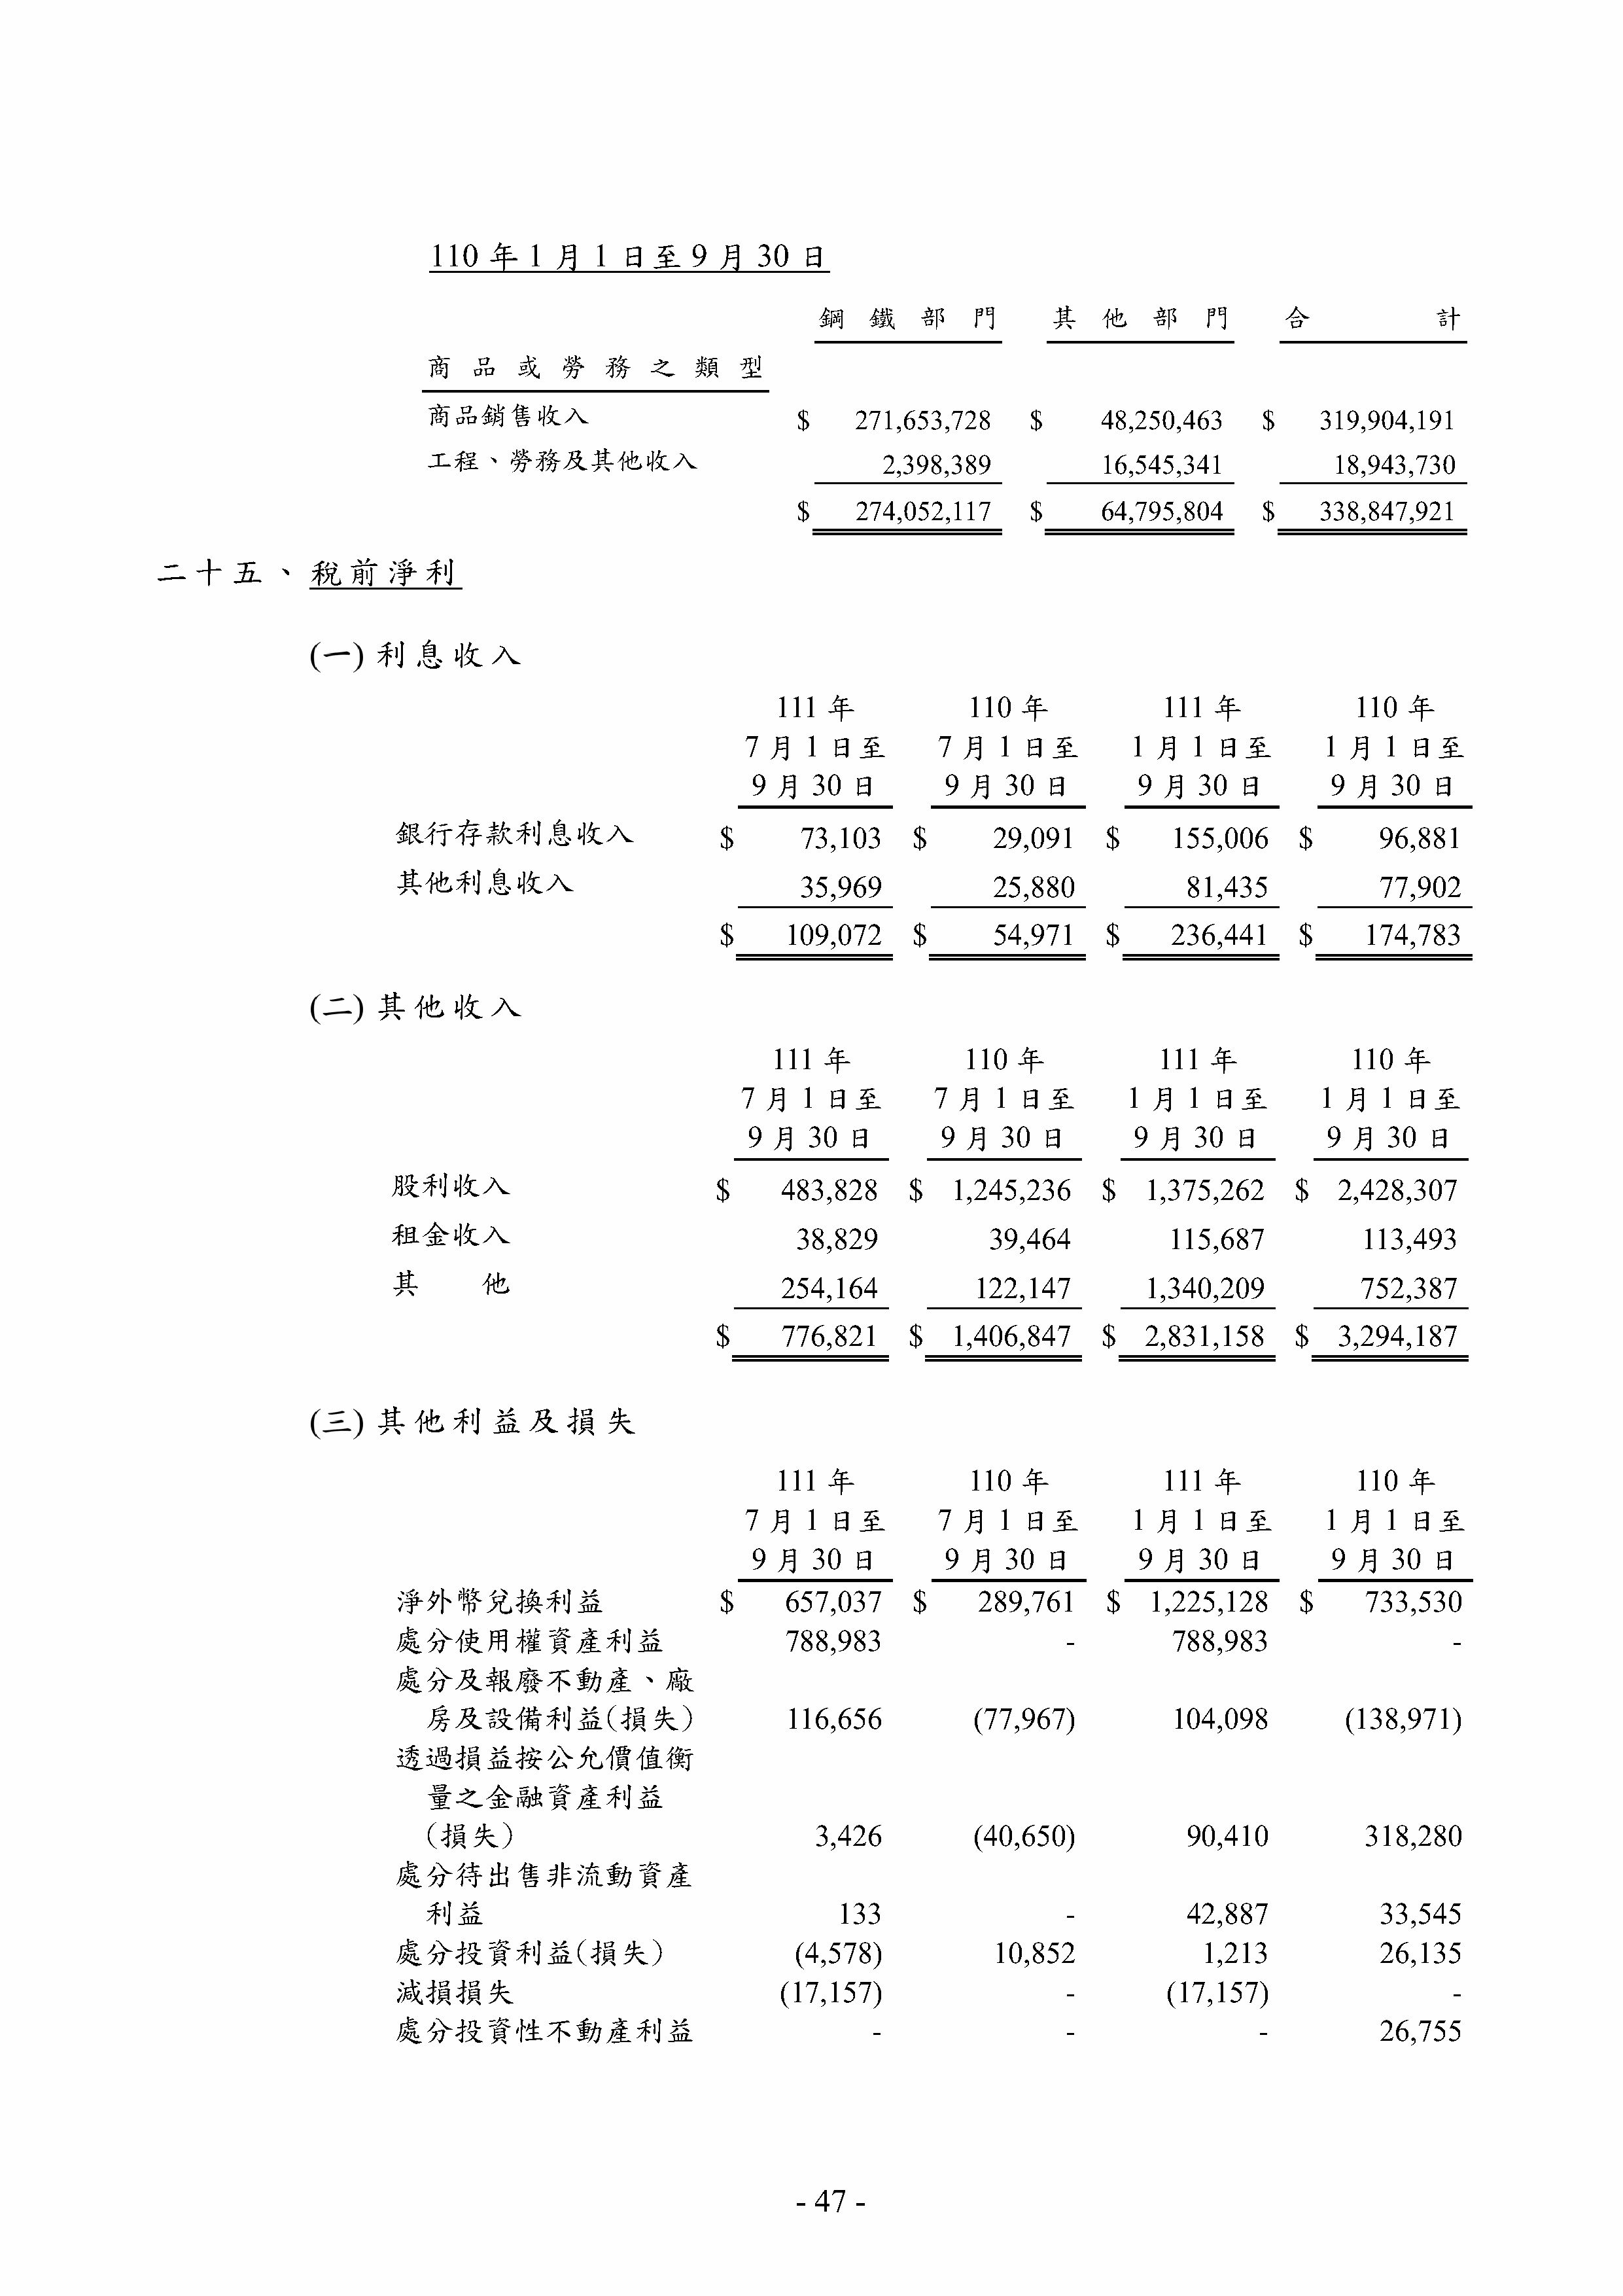 110 年 1 月 1 日至 9 月 30 日
鋼鐵部門 其他部門 合計
商品或勞務之類型
商品銷售收入 $ 271,653,728 $ 48,250,463 $ 319,904,191
工程、勞務及其他收入 2,398,389 16,545,341 18,943,730
$ 274,052,117 $ 64,795,804 $ 338,847,921
二十五、稅前淨利
(一) 利息收入
111 年 110 年 111 年 110 年
7 月 1 日至 7 月 1 日至 1 月 1 日至 1 月 1 日至
9 月 30 日 9 月 30 日 9 月 30 日 9 月 30 日
銀行存款利息收入 $ 73,103 $ 29,091 $ 155,006 $ 96,881
其他利息收入 35,969 25,880 81,435 77,902
$ 109,072 $ 54,971 $ 236,441 $ 174,783
(二) 其他收入
111 年 110 年 111 年 110 年
7 月 1 日至 7 月 1 日至 1 月 1 日至 1 月 1 日至
9 月 30 日 9 月 30 日 9 月 30 日 9 月 30 日
股利收入 $ 483,828 $ 1,245,236 $ 1,375,262 $ 2,428,307
租金收入 38,829 39,464 115,687 113,493
其他 254,164 122,147 1,340,209 752,387
$ 776,821 $ 1,406,847 $ 2,831,158 $ 3,294,187
(三) 其他利益及損失
111 年 110 年 111 年 110 年
7 月 1 日至 7 月 1 日至 1 月 1 日至 1 月 1 日至
9 月 30 日 9 月 30 日 9 月 30 日 9 月 30 日
淨外幣兌換利益 $ 657,037 $ 289,761 $ 1,225,128 $ 733,530
處分使用權資產利益 788,983 - 788,983 -
處分及報廢不動產、廠
房及設備利益(損失) 116,656 (77,967) 104,098 (138,971)
透過損益按公允價值衡
量之金融資產利益
(損失) 3,426 (40,650) 90,410 318,280
處分待出售非流動資產
利益 133 - 42,887 33,545
處分投資利益(損失) (4,578) 10,852 1,213 26,135
減損損失 (17,157) - (17,157) -
處分投資性不動產利益 - - - 26,755
- 47 -